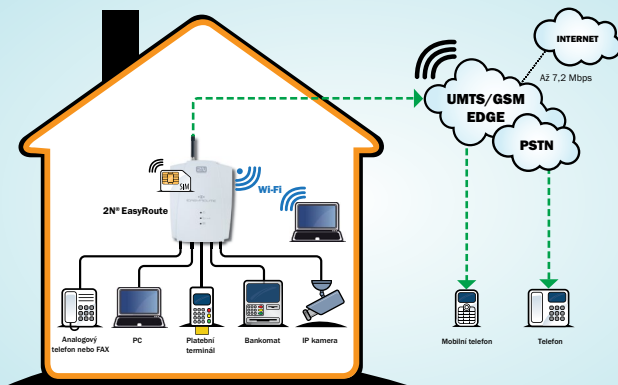 INTERNET
Až 7,2 Mbps
UMTS/GSM
EDGE
PSTN
SIM
Wi-Fi
2N® EasyRoute
Analogový
telefon nebo FAX
PC
Platební
terminál
Bankomat
IP kamera
Mobilní telefon
Telefon